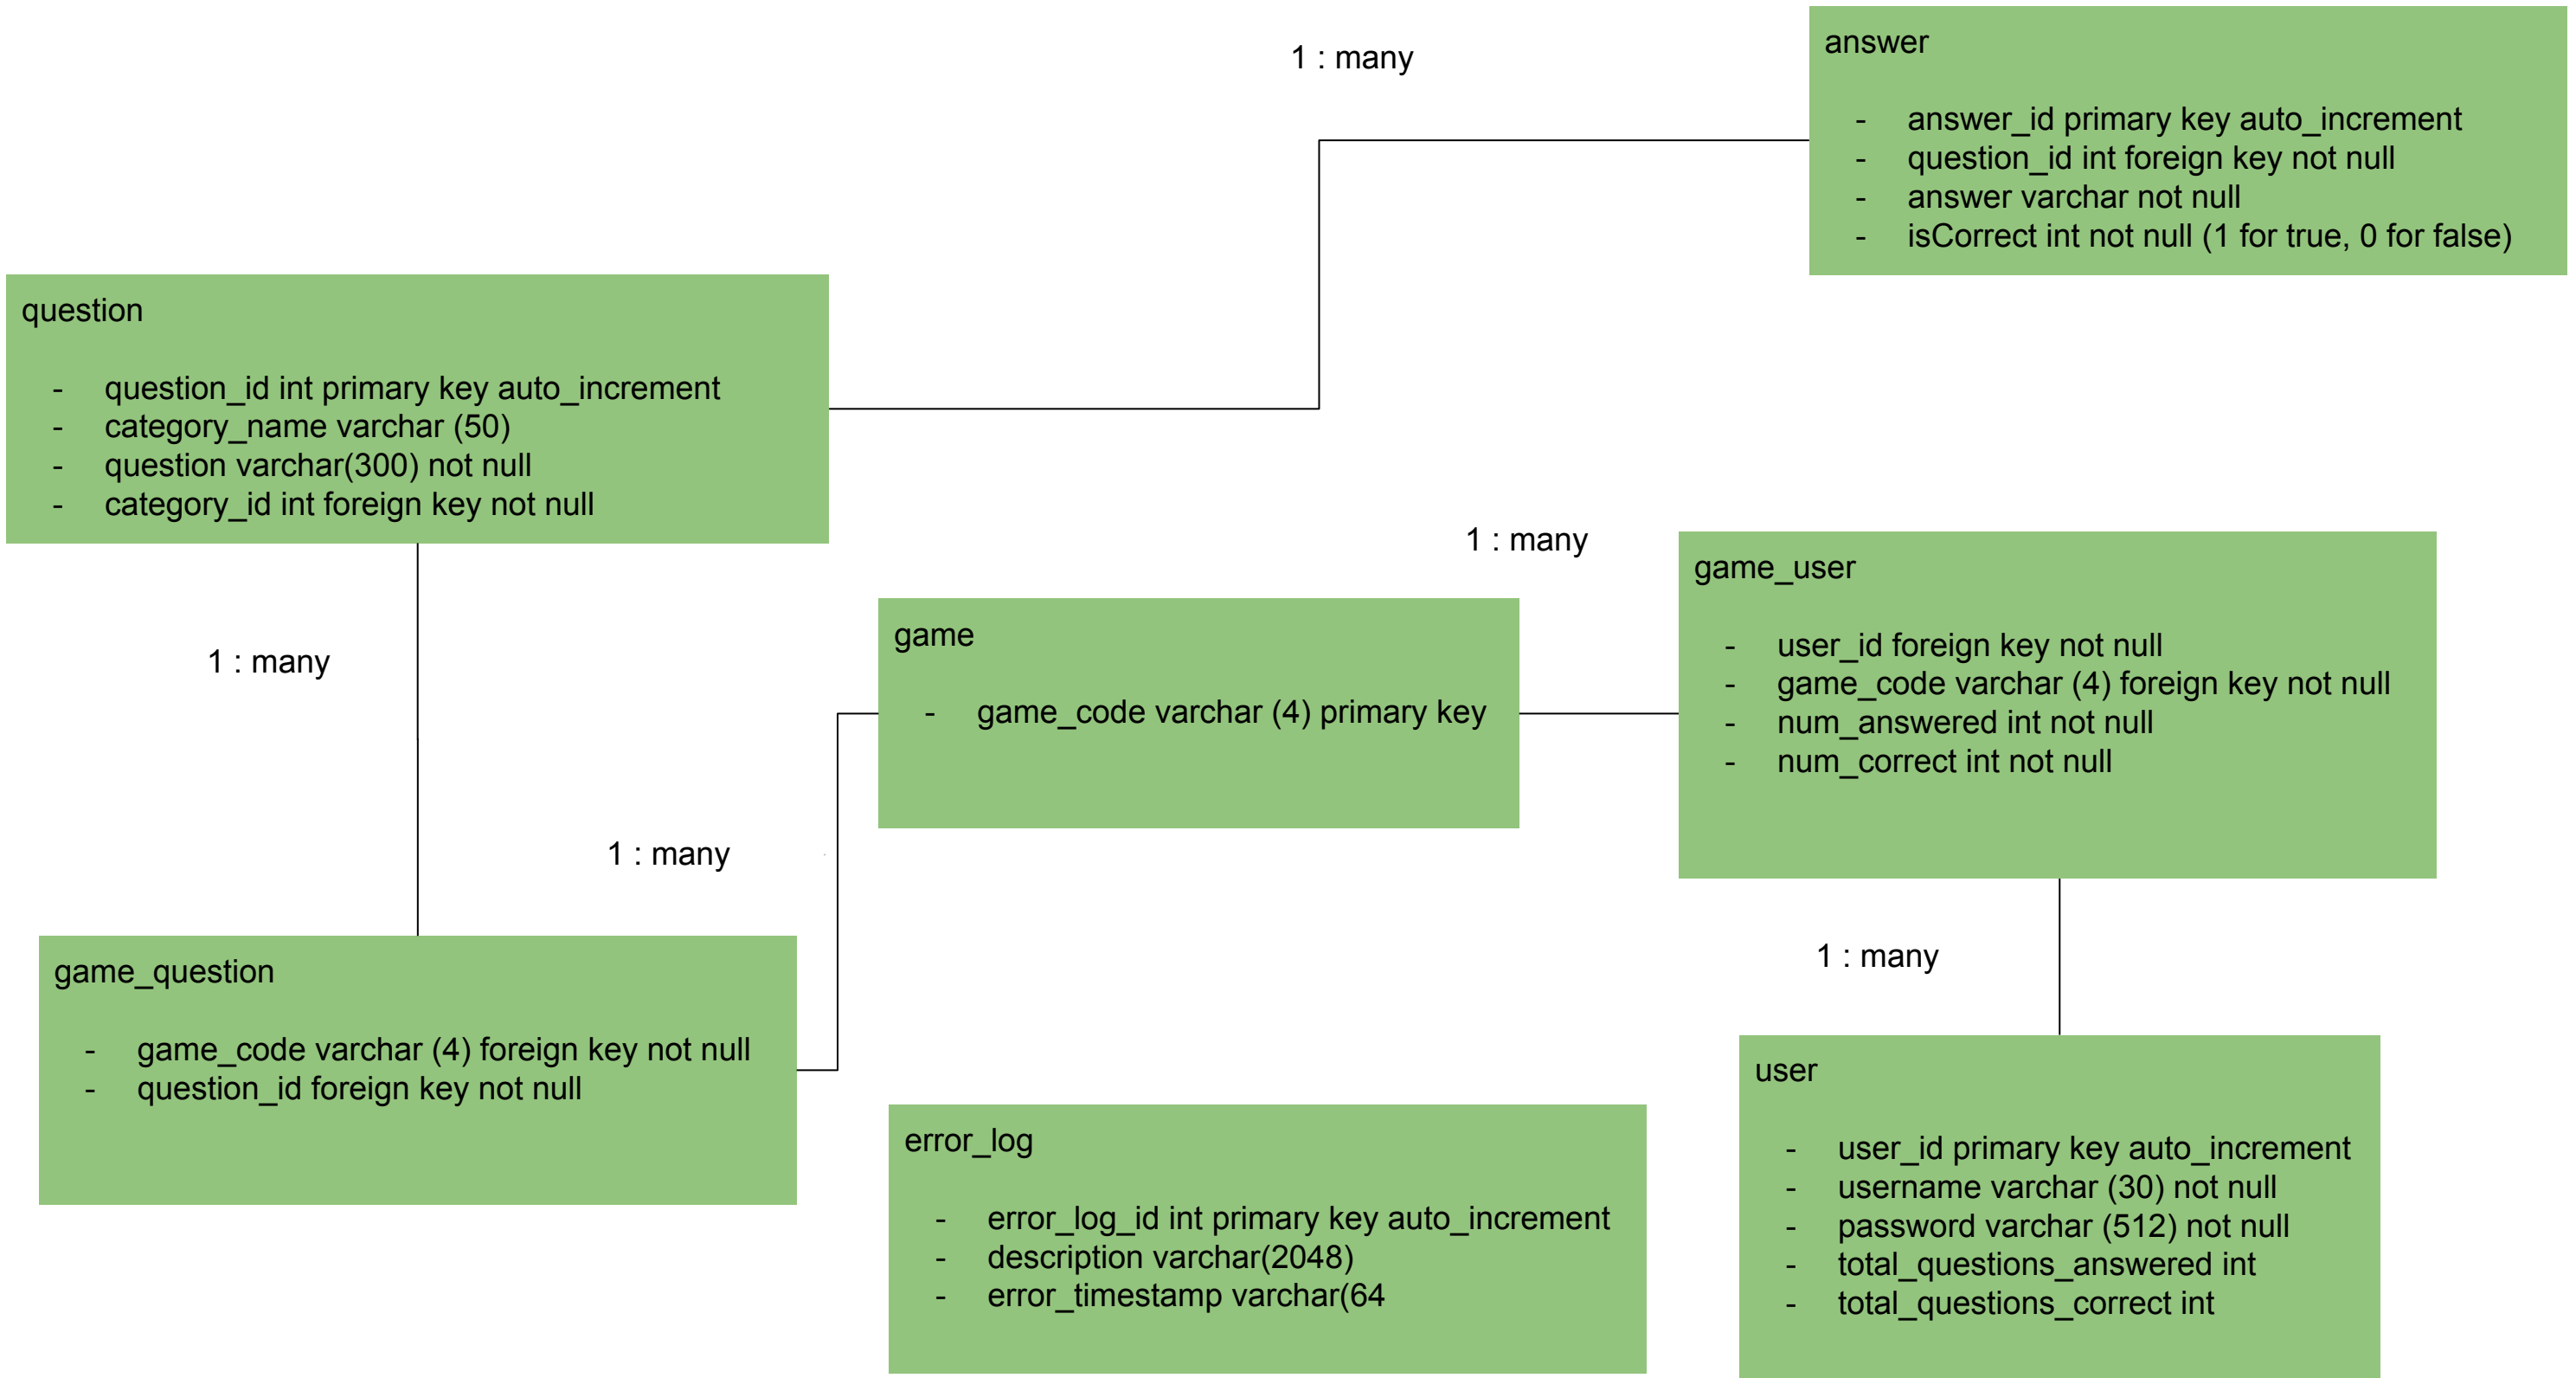 1 : many
answer
- answer_id primary key auto_increment
- question_id int foreign key not null
- answer varchar not null
- isCorrect int not null (1 for true, 0 for false)
question
- question_id int primary key auto_increment
- category_name varchar (50)
- question varchar(300) not null
- category_id int foreign key not null
1 : many
1 : many
game_user
- user_id foreign key not null
- game_code varchar (4) foreign key not null
- num_answered int not null
- num_correct int not null
game
- game_code varchar (4) primary key
1 : many
1 : many
game_question
- game_code varchar (4) foreign key not null
- question_id foreign key not null
error_log
- error_log_id int primary key auto_increment
- description varchar(2048)
- error_timestamp varchar(64
user
- user_id primary key auto_increment
- username varchar (30) not null
- password varchar (512) not null
- total_questions_answered int
- total_questions_correct int